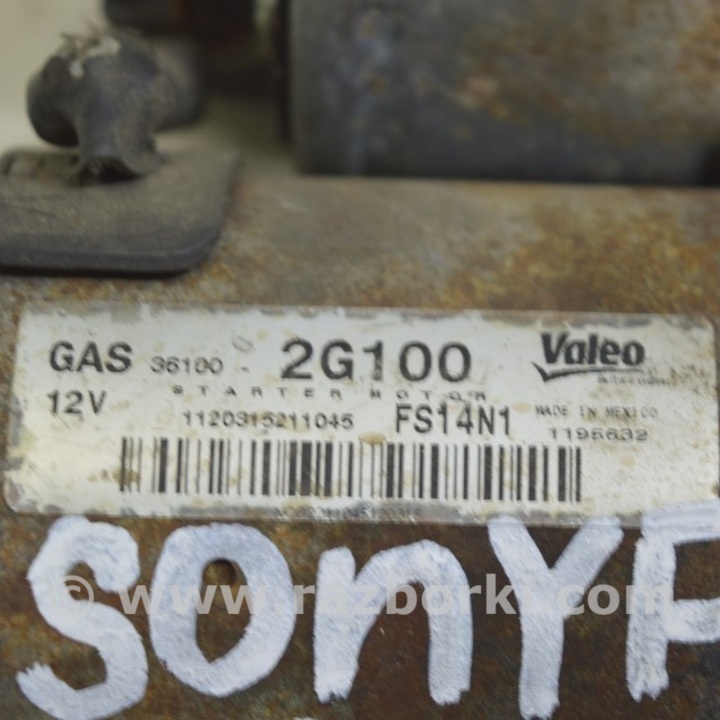 GAS 36100 - 2G100 Valeo
STARTER MOTOR
12V 1120315211045 FS14N1 MADE IN MEXICO
1195632
SONYF
© www.razborki.com